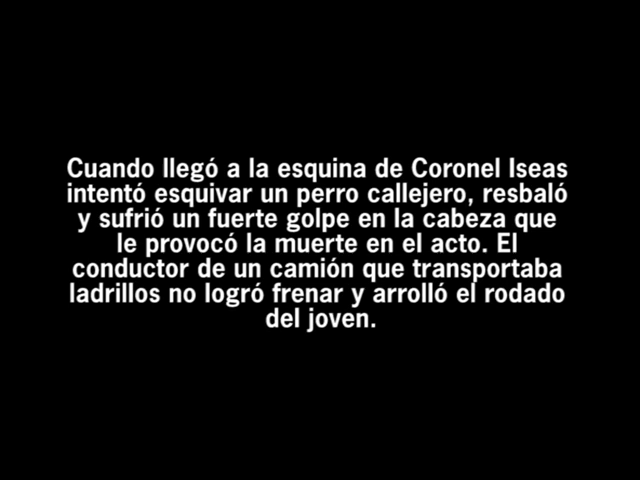 Cuando llegó a la esquina de Coronel Iseas
intentó esquivar un perro callejero, resbaló
y sufrió un fuerte golpe en la cabeza que
le provocó la muerte en el acto. El
conductor de un camión que transportaba
ladrillos no logró frenar y arrolló el rodado
del joven.